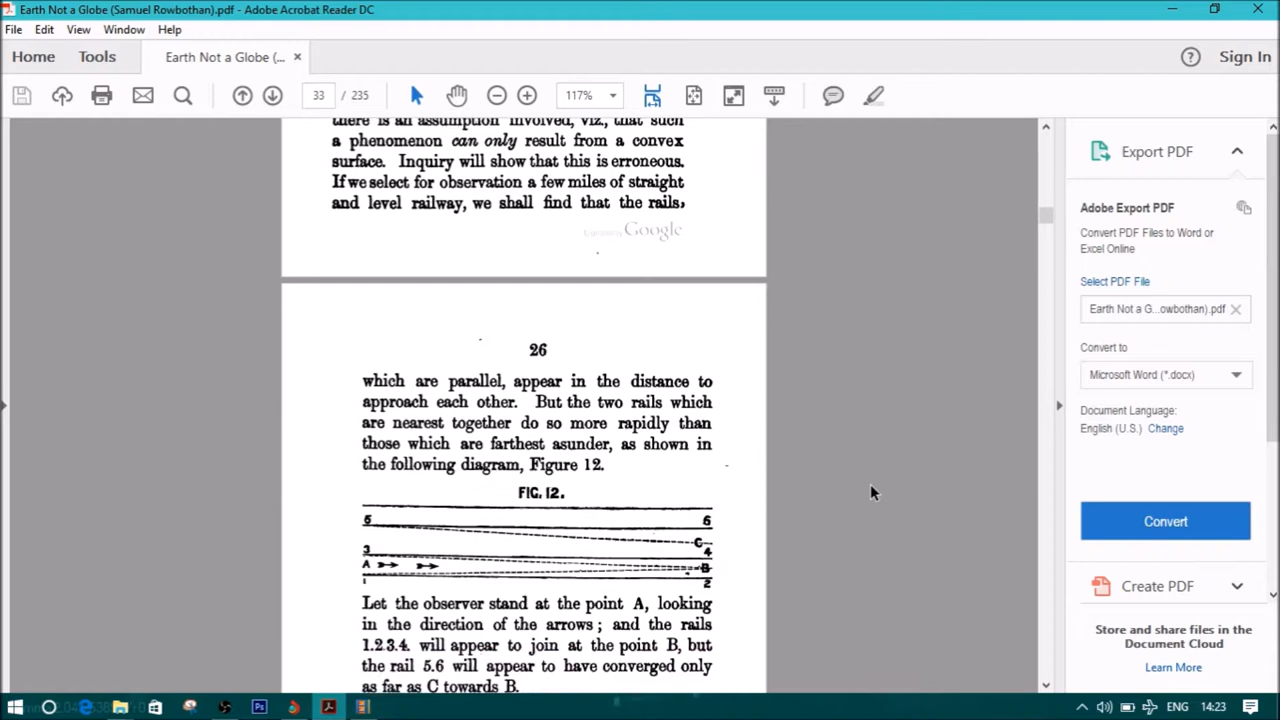 Earth Not a Globe (Samuel Rowbothan).pdf - Adobe Acrobat Reader DC
File Edit View Window Help
Home Tools Earth Not a Globe (... × Sign In
33 / 235 117%
there is an assumption involved, viz., that such
a phenomenon can only result from a convex
surface. Inquiry will show that this is erroneous.
If we select for observation a few miles of straight
and level railway, we shall find that the rails,
Google
26
which are parallel, appear in the distance to
approach each other. But the two rails which
are nearest together do so more rapidly than
those which are farthest asunder, as shown in
the following diagram, Figure 12.
FIG. 12.
5 6
C
3 4
A B
1 2
Let the observer stand at the point A, looking
in the direction of the arrows; and the rails
1.2.3.4. will appear to join at the point B, but
the rail 5.6 will appear to have converged only
as far as C towards B.
Export PDF
Adobe Export PDF
Convert PDF Files to Word or
Excel Online
Select PDF File
Earth Not a G...owbothan).pdf ×
Convert to
Microsoft Word (*.docx)
Document Language:
English (U.S.) Change
Convert
Create PDF
Store and share files in the
Document Cloud
Learn More
ENG 14:23